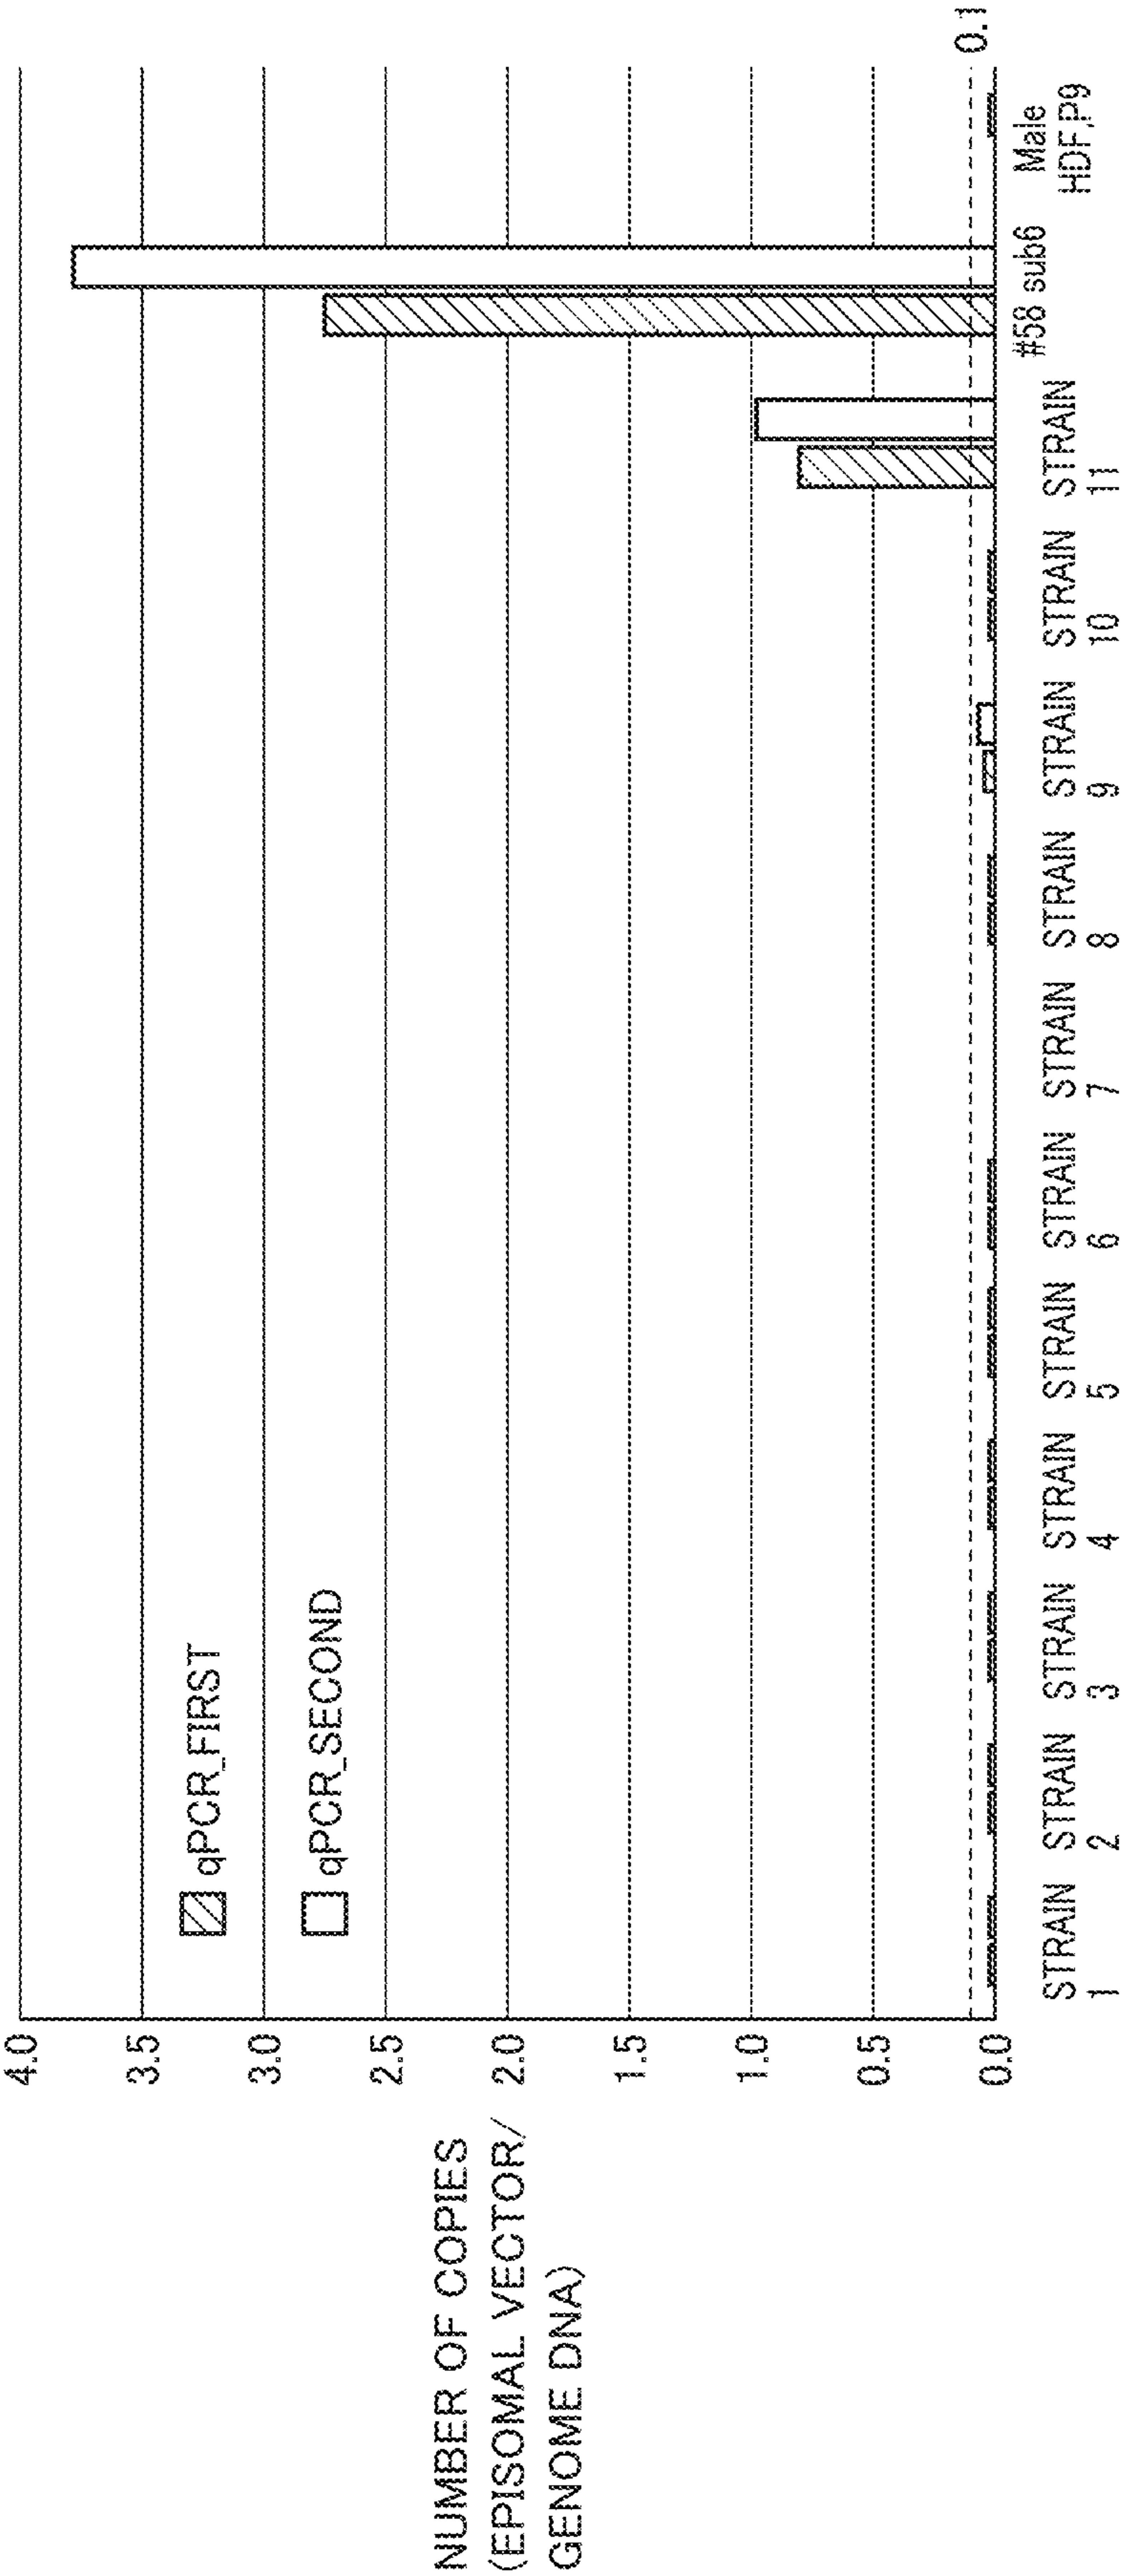 NUMBER OF COPIES
(EPISOMAL VECTOR/
GENOME DNA)
4.0
3.5
3.0
2.5
2.0
1.5
1.0
0.5
0.0
qPCR_FIRST
qPCR_SECOND
0.1
STRAIN
1
STRAIN
2
STRAIN
3
STRAIN
4
STRAIN
5
STRAIN
6
STRAIN
7
STRAIN
8
STRAIN
9
STRAIN
10
STRAIN
11
#58 sub6
Male
HDF,P9